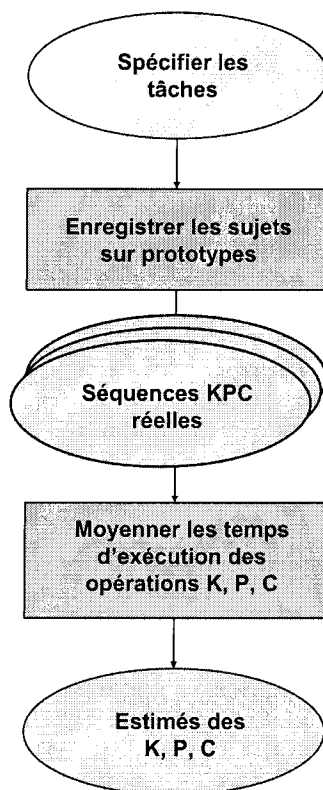 Spécifier les
tâches
Enregistrer les sujets
sur prototypes
Séquences KPC
réelles
Moyenner les temps
d'exécution des
opérations K, P, C
Estimés des
K, P, C